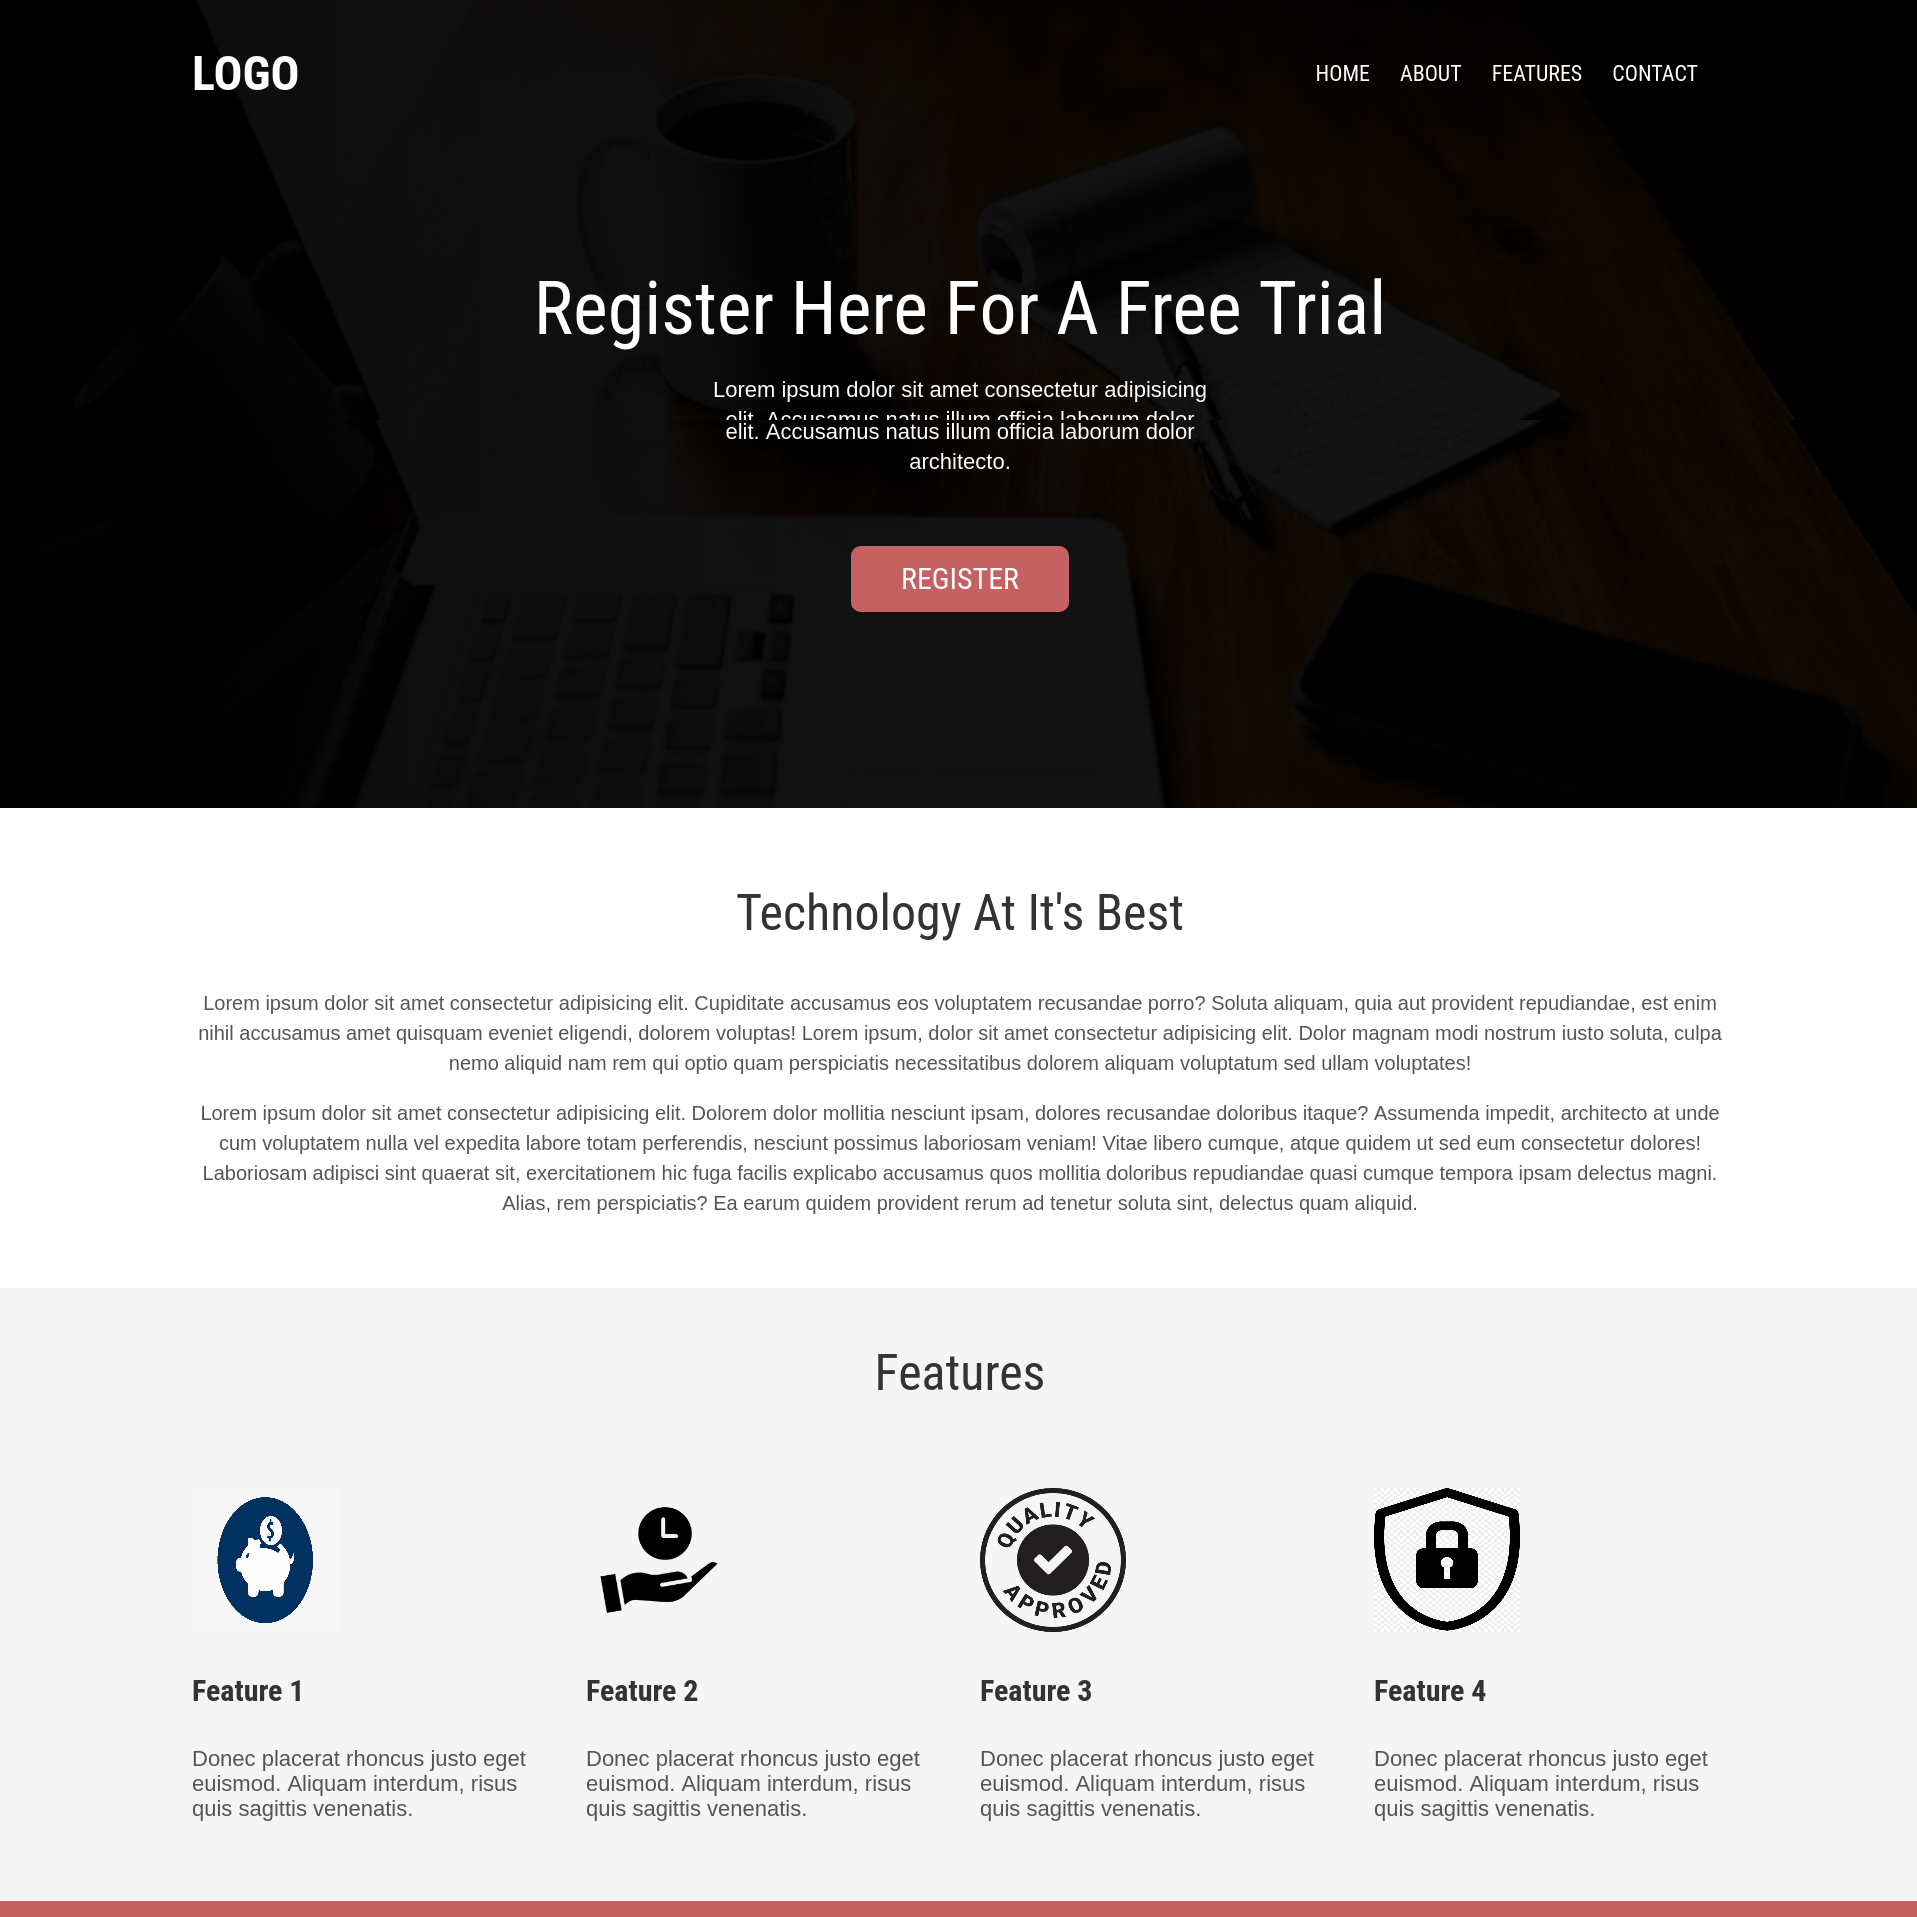 LOGO
HOME ABOUT FEATURES CONTACT
Register Here For A Free Trial
Lorem ipsum dolor sit amet consectetur adipisicing
elit. Accusamus natus illum officia laborum dolor
elit. Accusamus natus illum officia laborum dolor
architecto.
REGISTER
Technology At It's Best
Lorem ipsum dolor sit amet consectetur adipisicing elit. Cupiditate accusamus eos voluptatem recusandae porro? Soluta aliquam, quia aut provident repudiandae, est enim
nihil accusamus amet quisquam eveniet eligendi, dolorem voluptas! Lorem ipsum, dolor sit amet consectetur adipisicing elit. Dolor magnam modi nostrum iusto soluta, culpa
nemo aliquid nam rem qui optio quam perspiciatis necessitatibus dolorem aliquam voluptatum sed ullam voluptates!
Lorem ipsum dolor sit amet consectetur adipisicing elit. Dolorem dolor mollitia nesciunt ipsam, dolores recusandae doloribus itaque? Assumenda impedit, architecto at unde
cum voluptatem nulla vel expedita labore totam perferendis, nesciunt possimus laboriosam veniam! Vitae libero cumque, atque quidem ut sed eum consectetur dolores!
Laboriosam adipisci sint quaerat sit, exercitationem hic fuga facilis explicabo accusamus quos mollitia doloribus repudiandae quasi cumque tempora ipsam delectus magni.
Alias, rem perspiciatis? Ea earum quidem provident rerum ad tenetur soluta sint, delectus quam aliquid.
Features
$
QUALITY
APPROVED
Feature 1
Donec placerat rhoncus justo eget
euismod. Aliquam interdum, risus
quis sagittis venenatis.
Feature 2
Donec placerat rhoncus justo eget
euismod. Aliquam interdum, risus
quis sagittis venenatis.
Feature 3
Donec placerat rhoncus justo eget
euismod. Aliquam interdum, risus
quis sagittis venenatis.
Feature 4
Donec placerat rhoncus justo eget
euismod. Aliquam interdum, risus
quis sagittis venenatis.